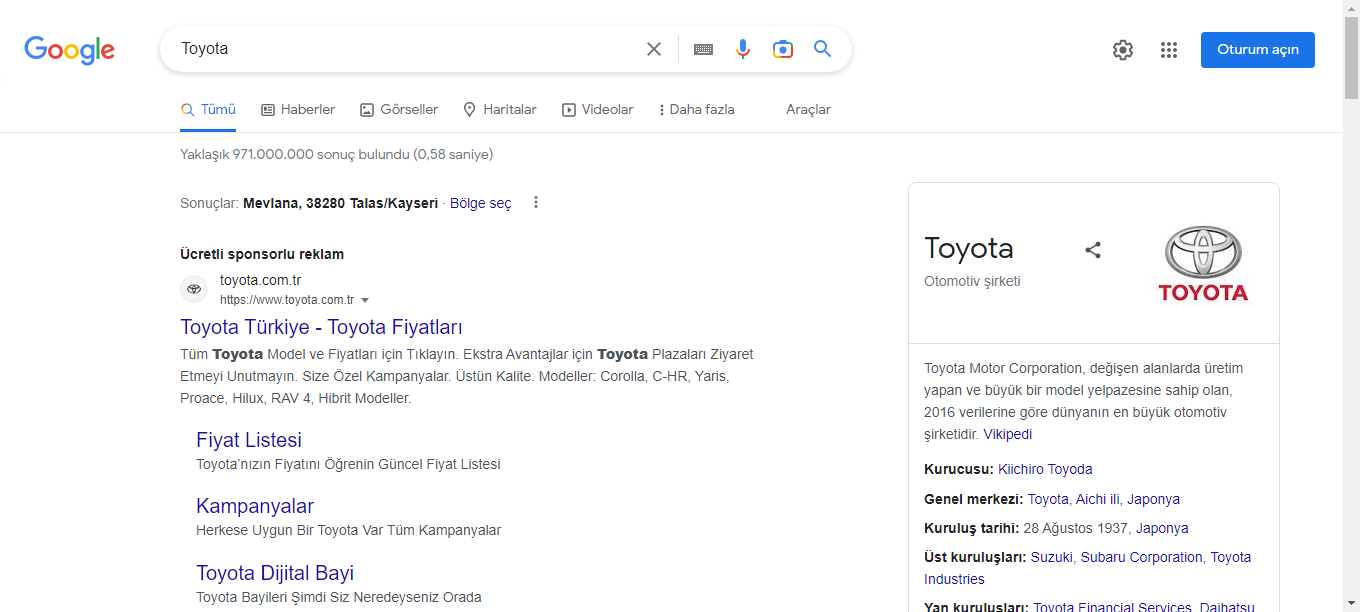 Google
Toyota
Oturum açın
Tümü Haberler Görseller Haritalar Videolar Daha fazla Araçlar
Yaklaşık 971.000.000 sonuç bulundu (0,58 saniye)
Sonuçlar: Mevlana, 38280 Talas/Kayseri · Bölge seç
Ücretli sponsorlu reklam
toyota.com.tr
https://www.toyota.com.tr
Toyota Türkiye - Toyota Fiyatları
Tüm Toyota Model ve Fiyatları için Tıklayın. Ekstra Avantajlar için Toyota Plazaları Ziyaret
Etmeyi Unutmayın. Size Özel Kampanyalar. Üstün Kalite. Modeller: Corolla, C-HR, Yaris,
Proace, Hilux, RAV 4, Hibrit Modeller.
Fiyat Listesi
Toyota'nızın Fiyatını Öğrenin Güncel Fiyat Listesi
Kampanyalar
Herkese Uygun Bir Toyota Var Tüm Kampanyalar
Toyota Dijital Bayi
Toyota Bayileri Şimdi Siz Neredeyseniz Orada
Toyota
Otomotiv şirketi
TOYOTA
Toyota Motor Corporation, değişen alanlarda üretim
yapan ve büyük bir model yelpazesine sahip olan,
2016 verilerine göre dünyanın en büyük otomotiv
şirketidir. Vikipedi
Kurucusu: Kiichiro Toyoda
Genel merkezi: Toyota, Aichi ili, Japonya
Kuruluş tarihi: 28 Ağustos 1937, Japonya
Üst kuruluşları: Suzuki, Subaru Corporation, Toyota
Industries
Yan kuruluşları: Toyota Financial Services, Daihatsu